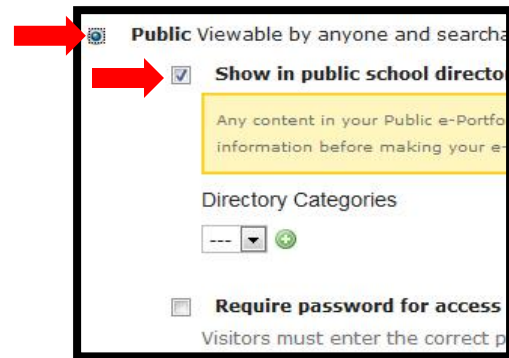 Public Viewable by anyone and searcha
Show in public school directo
Any content in your Public e-Portfo
information before making your e-
Directory Categories
---
Require password for access
Visitors must enter the correct p